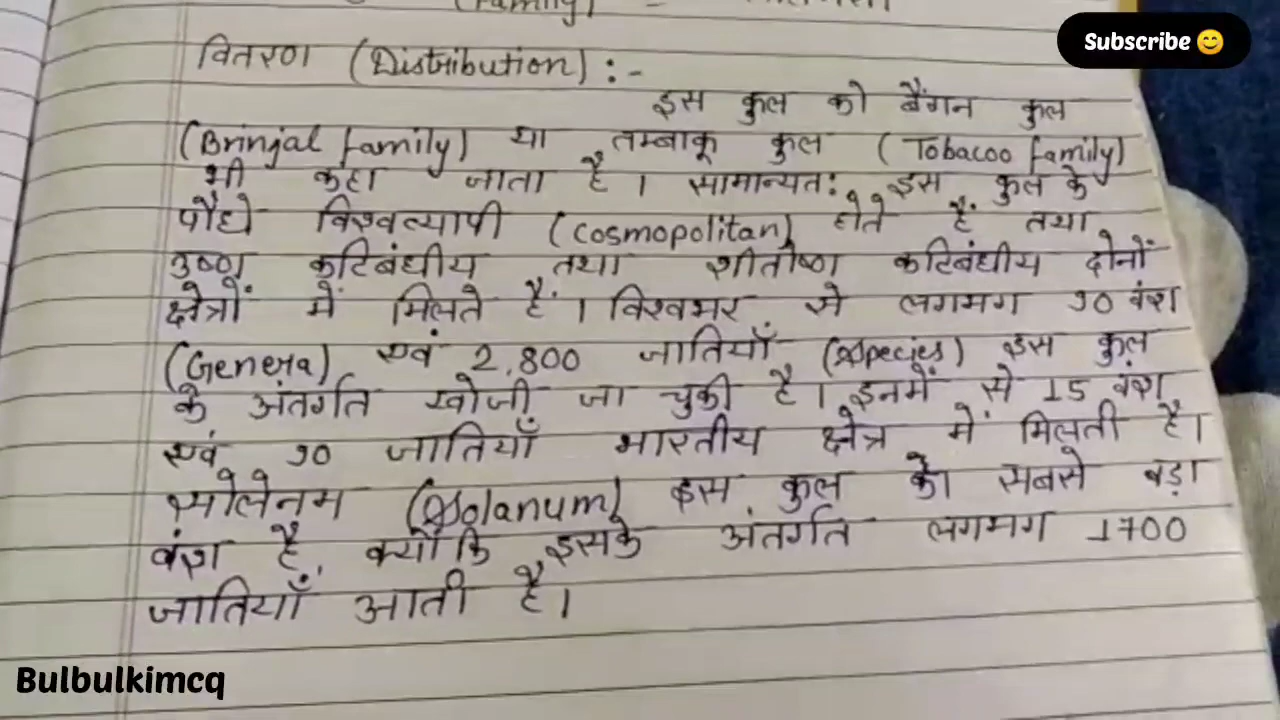 (Family) -
Subscribe 😊
वितरण (Distribution) :-
इस कुल को बैंगन कुल
(Brinjal family) या तम्बाकू कुल (Tobacoo family)
भी कहा जाता है । सामान्यत: इस कुल के
पौधे विश्वव्यापी (cosmopolitan) होते हैं तथा
उष्ण कटिबंधीय तथा शीतोष्ण कटिबंधीय दोनों
क्षेत्रों में मिलते हैं । विश्वभर से लगभग 90 वंश
(Genera) एवं 2,800 जातियाँ (species) इस कुल
के अंतर्गत खोजी जा चुकी है । इनमें से 15 वंश
एवं 90 जातियाँ भारतीय क्षेत्र में मिलती है।
सोलेनम (Solanum) इस कुल का सबसे बड़ा
वंश है, क्योंकि इसके अंतर्गत लगभग 1700
जातियाँ आती है।
Bulbulkimcq